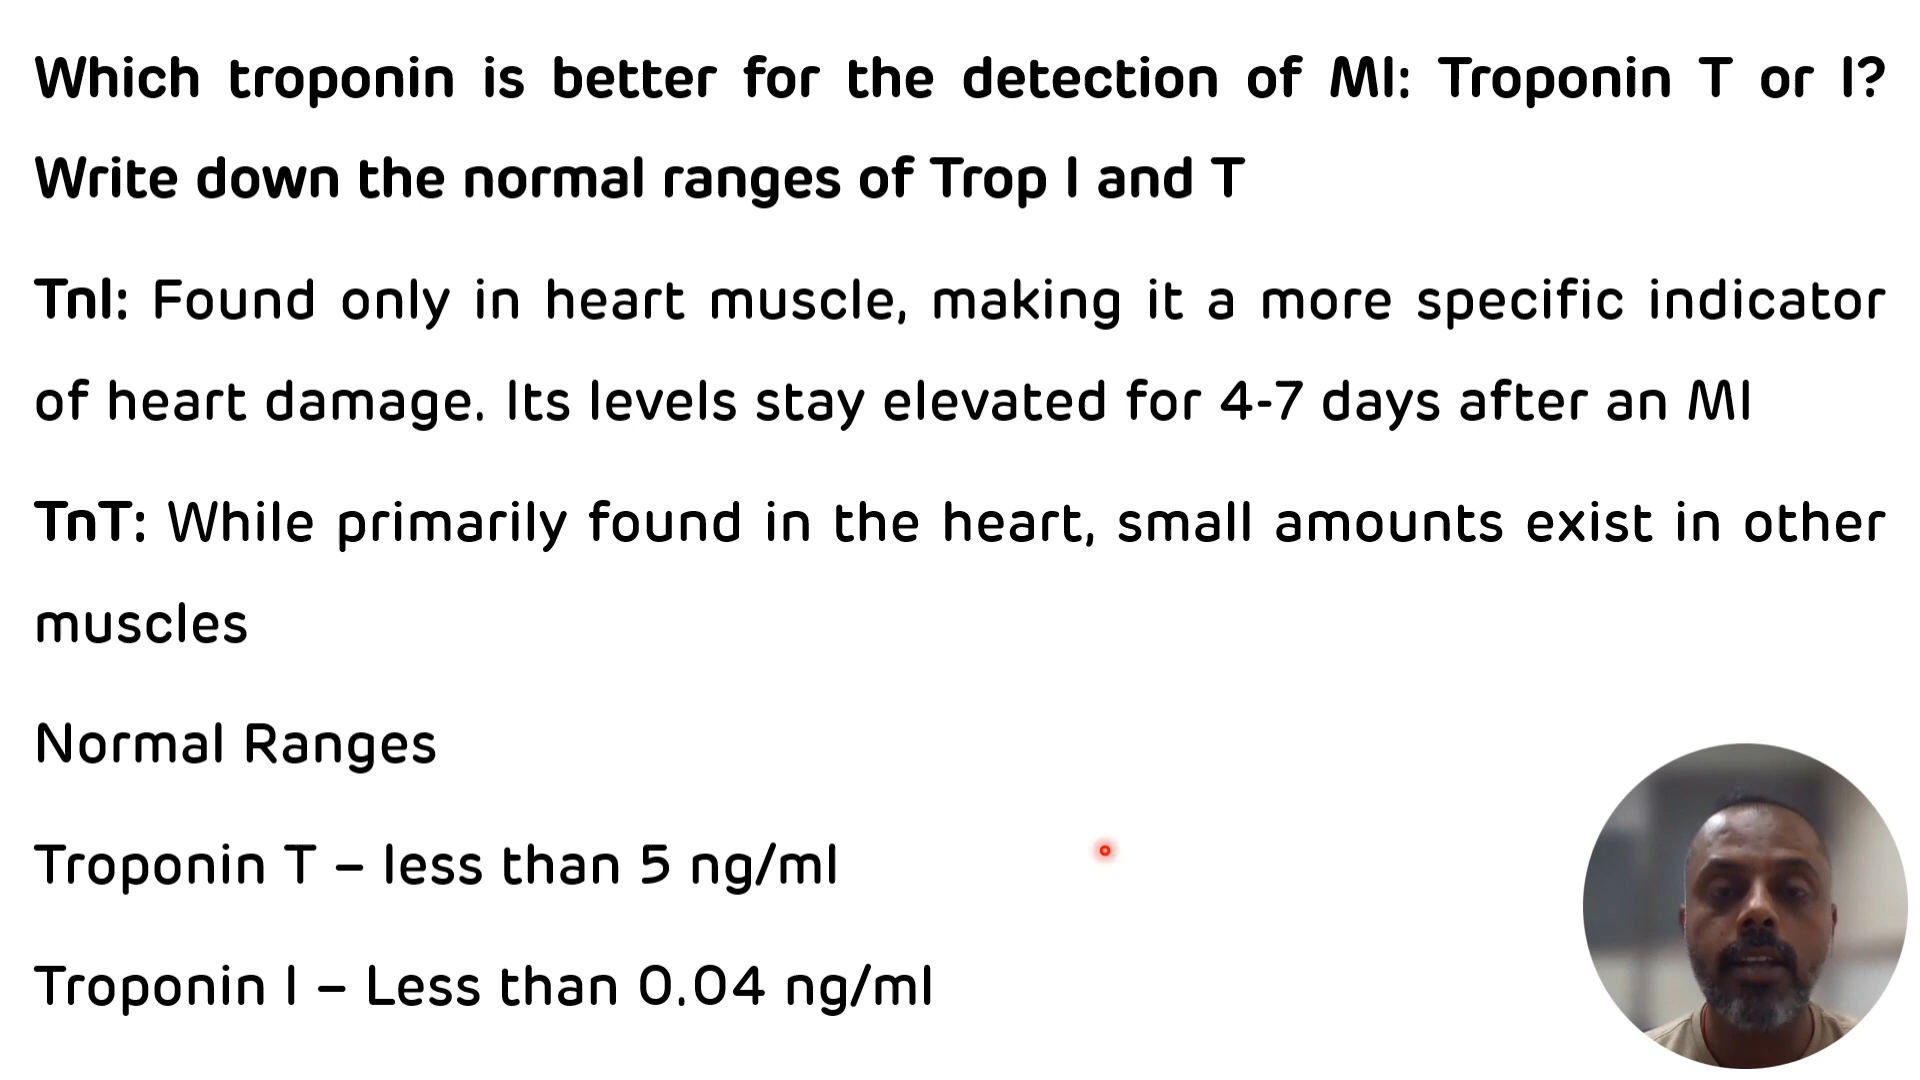 Which troponin is better for the detection of MI: Troponin T or I?
Write down the normal ranges of Trop I and T
TnI: Found only in heart muscle, making it a more specific indicator
of heart damage. Its levels stay elevated for 4-7 days after an MI
TnT: While primarily found in the heart, small amounts exist in other
muscles
Normal Ranges
Troponin T – less than 5 ng/ml
Troponin I – Less than 0.04 ng/ml